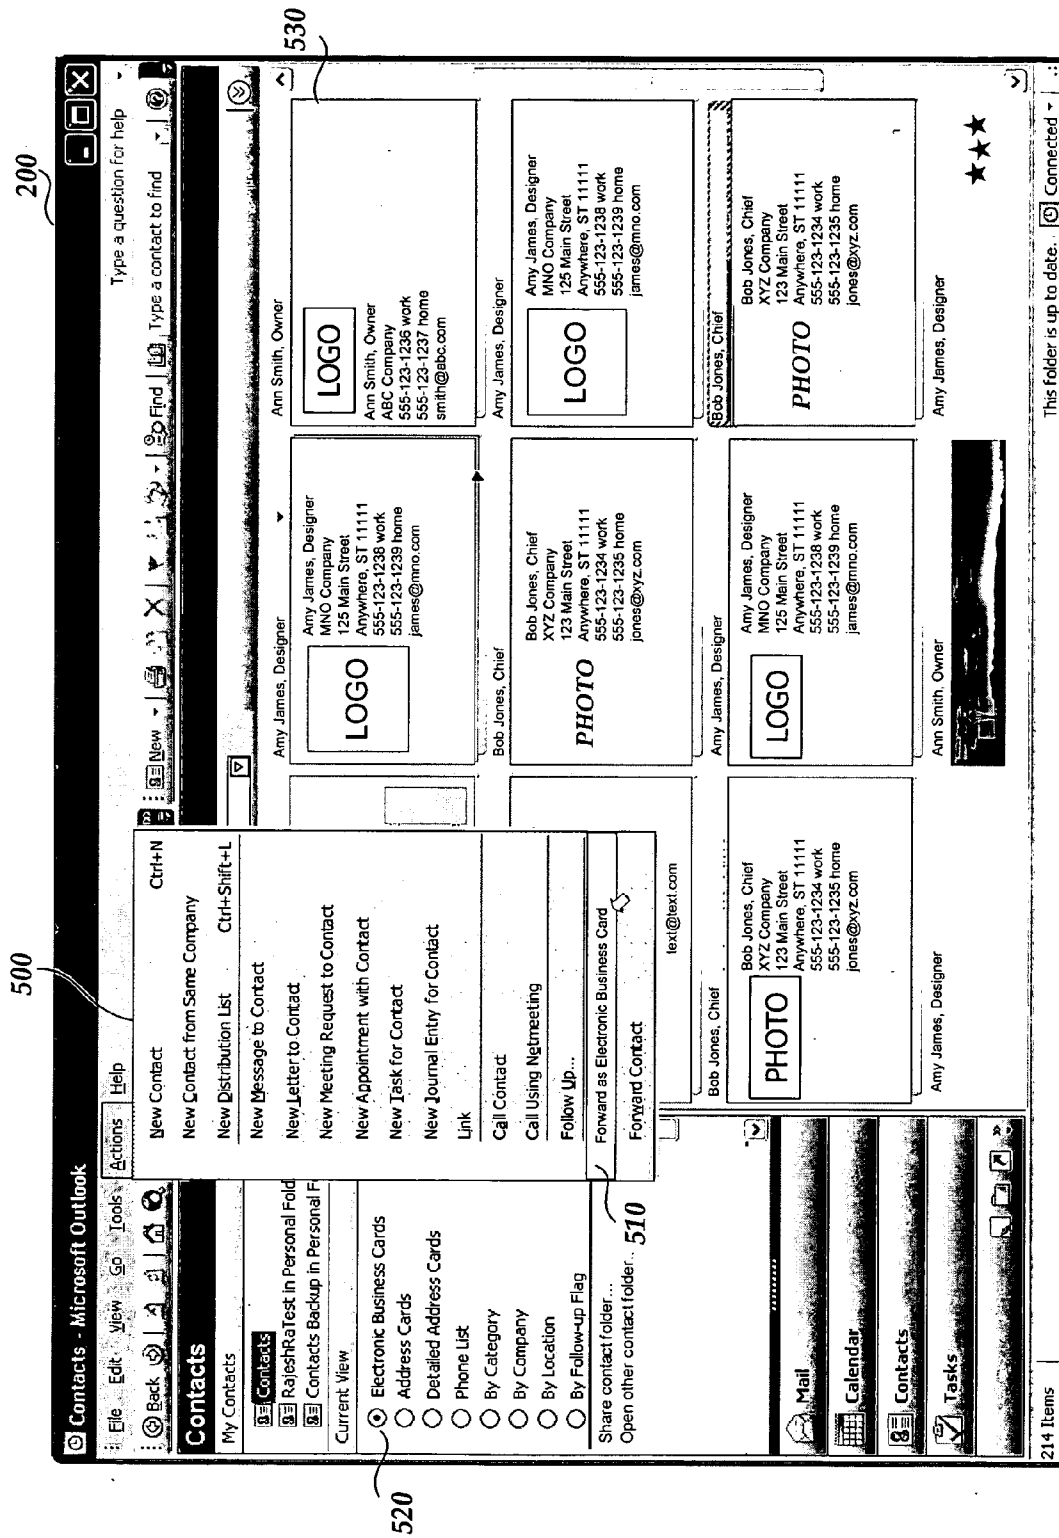 200
500
Contacts - Microsoft Outlook
File Edit View Go Tools Actions Help
Type a question for help
Back
New
Find
Type a contact to find
Contacts
My Contacts
Contacts
RajeshRaTest in Personal Fold
Contacts Backup in Personal F
Current View
Electronic Business Cards
Address Cards
Detailed Address Cards
Phone List
By Category
By Company
By Location
By Follow-up Flag
520
Share contact folder...
Open other contact folder...
510
Mail
Calendar
Contacts
Tasks
214 Items
New Contact Ctrl+N
New Contact from Same Company
New Distribution List Ctrl+Shift+L
New Message to Contact
New Letter to Contact
New Meeting Request to Contact
New Appointment with Contact
New Task for Contact
New Journal Entry for Contact
Link
Call Contact
Call Using Netmeeting
Follow Up...
Forward as Electronic Business Card
Forward Contact
text@text.com
Amy James, Designer
LOGO
Amy James, Designer
MNO Company
125 Main Street
Anywhere, ST 11111
555-123-1238 work
555-123-1239 home
james@mno.com
Ann Smith, Owner
530
LOGO
Ann Smith, Owner
ABC Company
555-123-1236 work
555-123-1237 home
smith@abc.com
Bob Jones, Chief
PHOTO
Bob Jones, Chief
XYZ Company
123 Main Street
Anywhere, ST 11111
555-123-1234 work
555-123-1235 home
jones@xyz.com
Amy James, Designer
LOGO
Amy James, Designer
MNO Company
125 Main Street
Anywhere, ST 11111
555-123-1238 work
555-123-1239 home
james@mno.com
Bob Jones, Chief
PHOTO
Bob Jones, Chief
XYZ Company
123 Main Street
Anywhere, ST 11111
555-123-1234 work
555-123-1235 home
jones@xyz.com
Amy James, Designer
LOGO
Amy James, Designer
MNO Company
125 Main Street
Anywhere, ST 11111
555-123-1238 work
555-123-1239 home
james@mno.com
Bob Jones, Chief
PHOTO
Bob Jones, Chief
XYZ Company
123 Main Street
Anywhere, ST 11111
555-123-1234 work
555-123-1235 home
jones@xyz.com
Amy James, Designer
Ann Smith, Owner
Amy James, Designer
This folder is up to date.
Connected